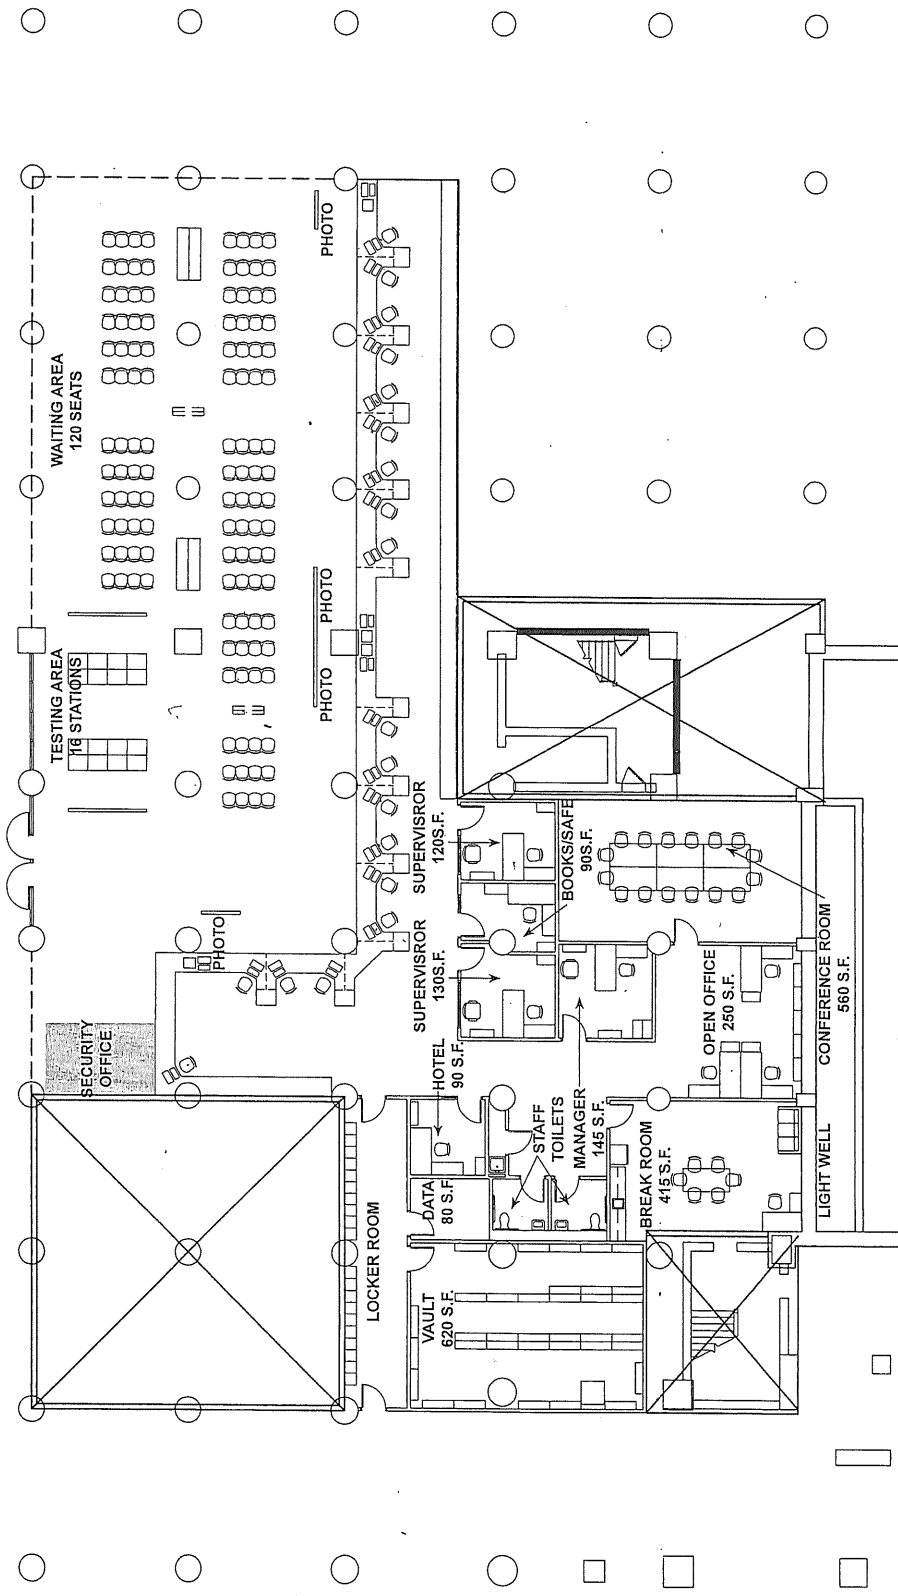 WAITING AREA
120 SEATS
PHOTO
TESTING AREA
16 STATIONS
PHOTO
PHOTO
PHOTO
SECURITY
OFFICE
SUPERVISROR
120S.F.
SUPERVISROR
130S.F.
BOOKS/SAFE
90S.F.
HOTEL
90 S.F.
STAFF
TOILETS
MANAGER
145 S.F.
OPEN OFFICE
250 S.F.
CONFERENCE ROOM
560 S.F.
LOCKER ROOM
DATA
80 S.F.
VAULT
620 S.F.
BREAK ROOM
415 S.F.
LIGHT WELL